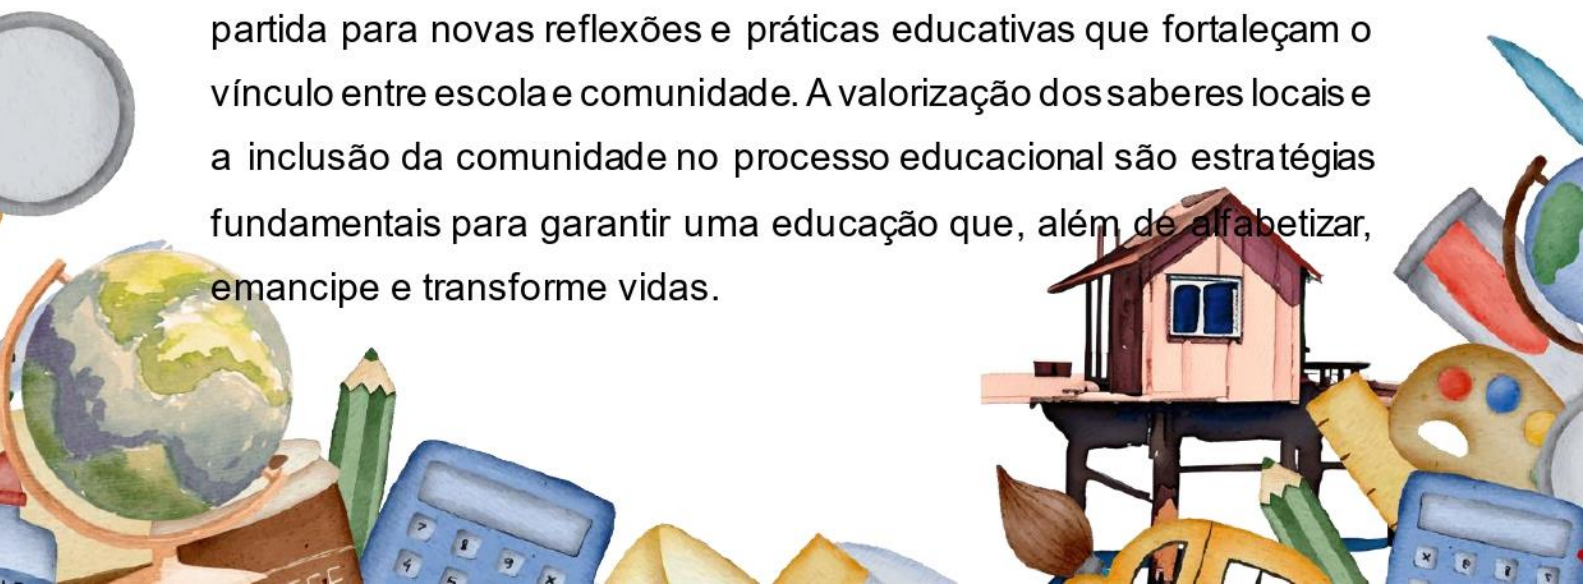 partida para novas reflexões e práticas educativas que fortaleçam o
vínculo entre escola e comunidade. A valorização dos saberes locais e
a inclusão da comunidade no processo educacional são estratégias
fundamentais para garantir uma educação que, além de alfabetizar,
emancipe e transforme vidas.